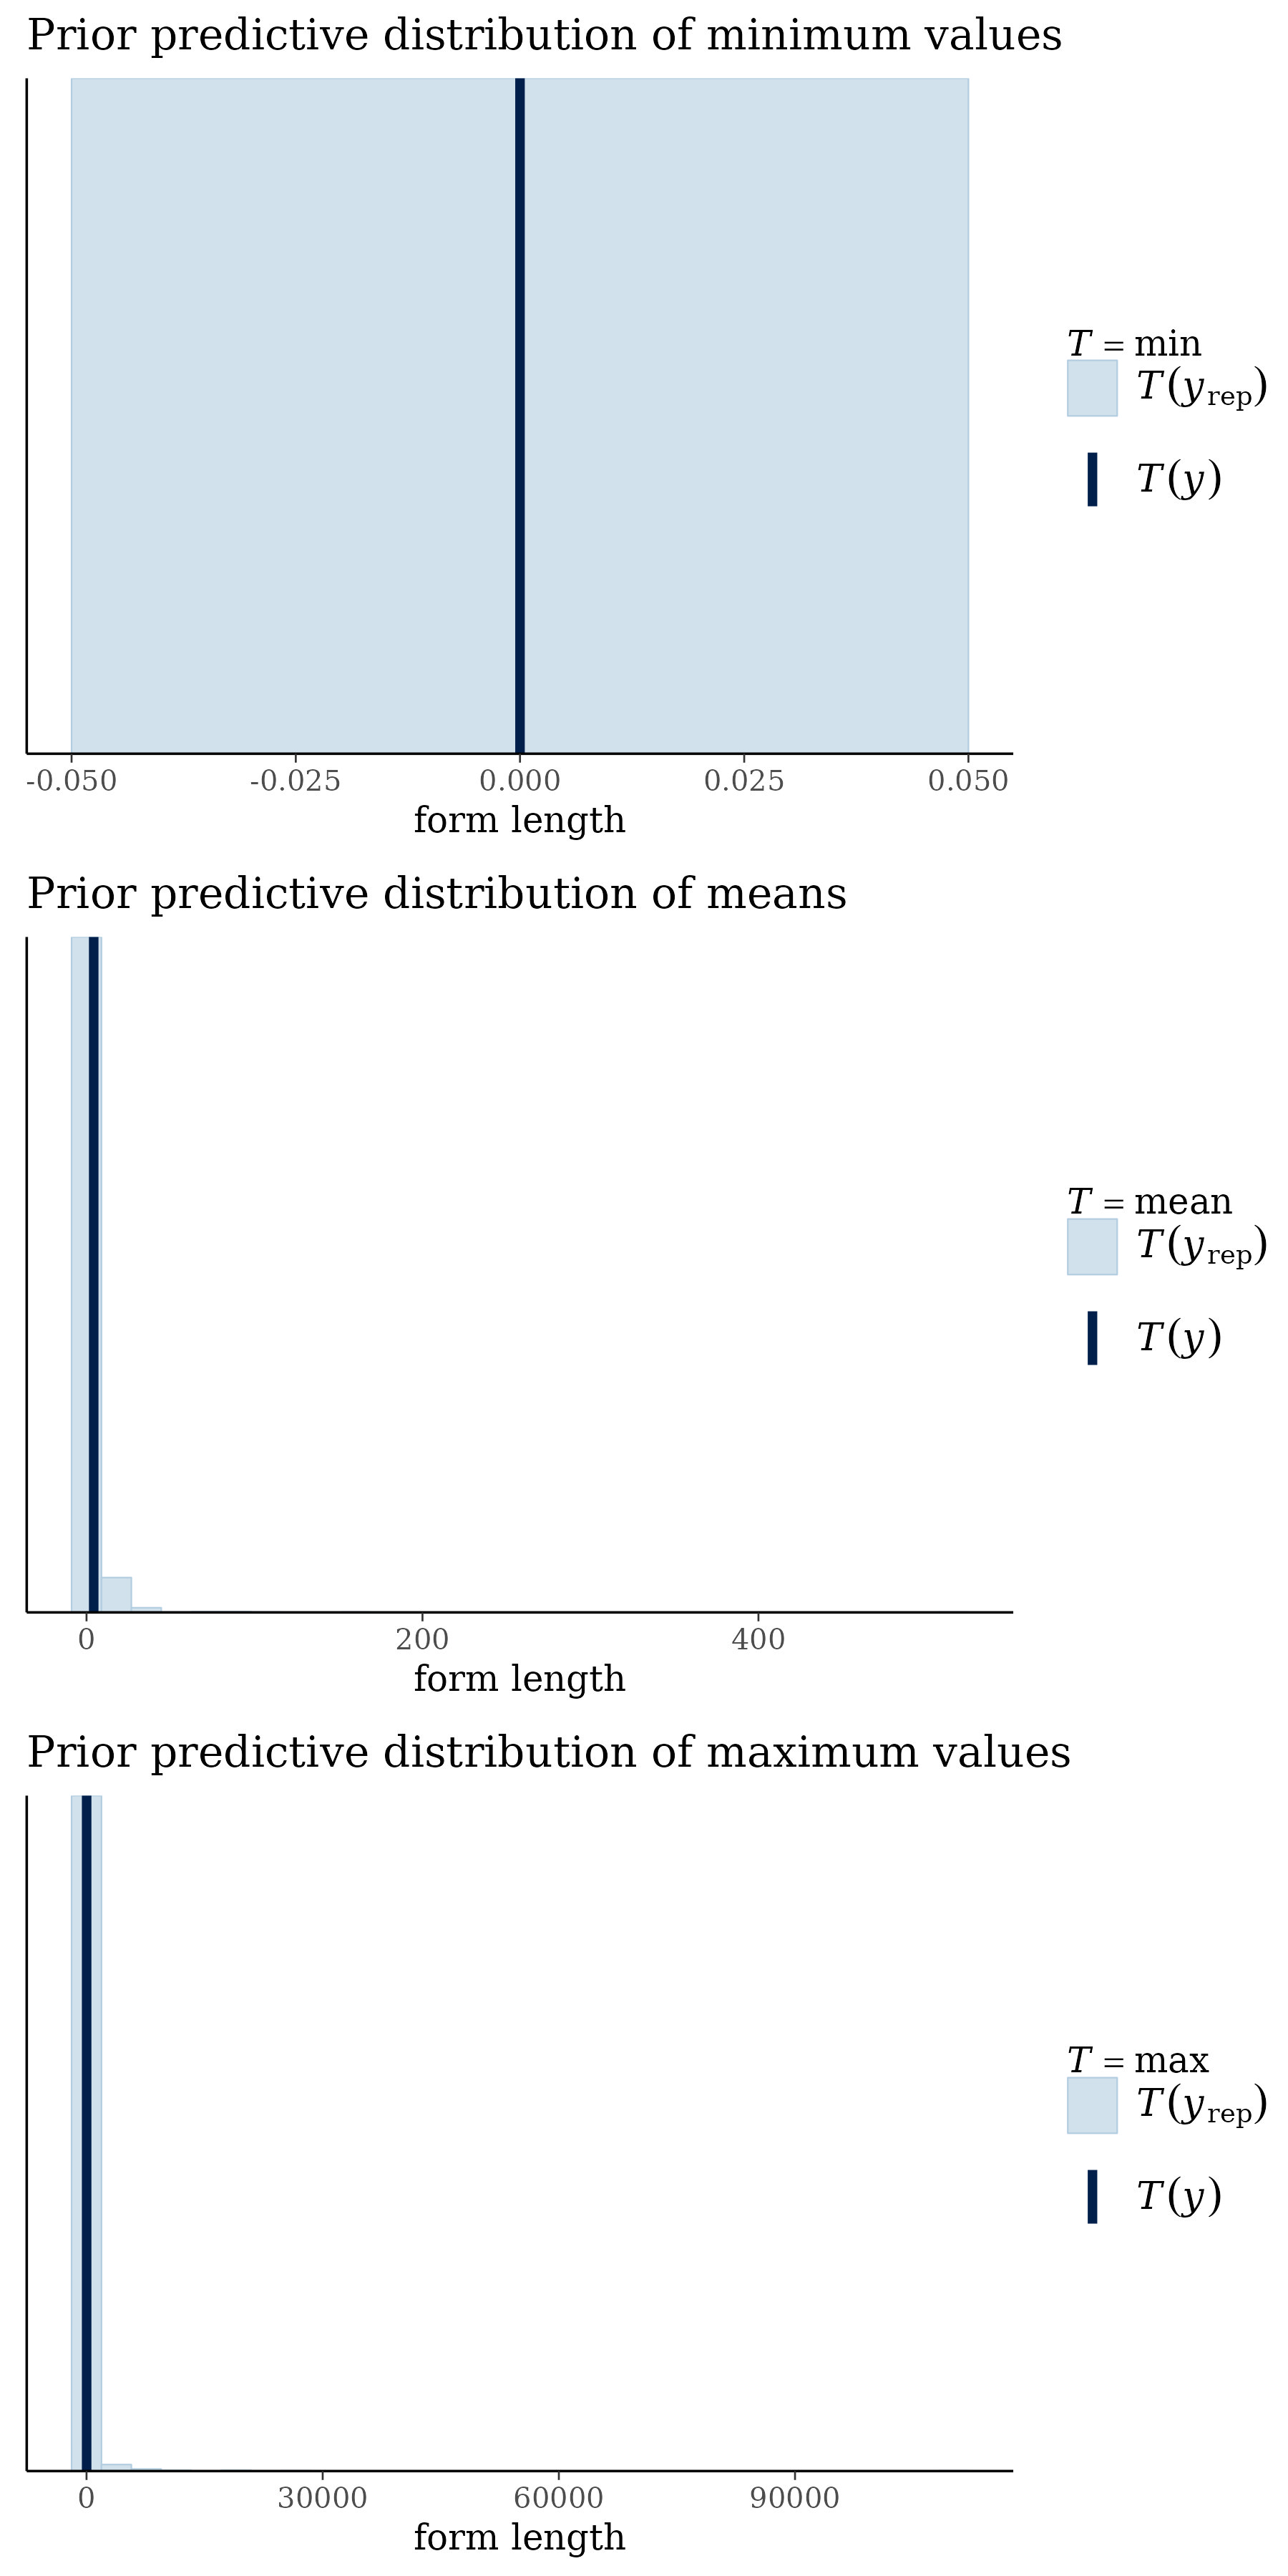 Prior predictive distribution of minimum values
T = min
T(yrep)
T(y)
-0.050 -0.025 0.000 0.025 0.050
form length
Prior predictive distribution of means
T = mean
T(yrep)
T(y)
0 200 400
form length
Prior predictive distribution of maximum values
T = max
T(yrep)
T(y)
0 30000 60000 90000
form length